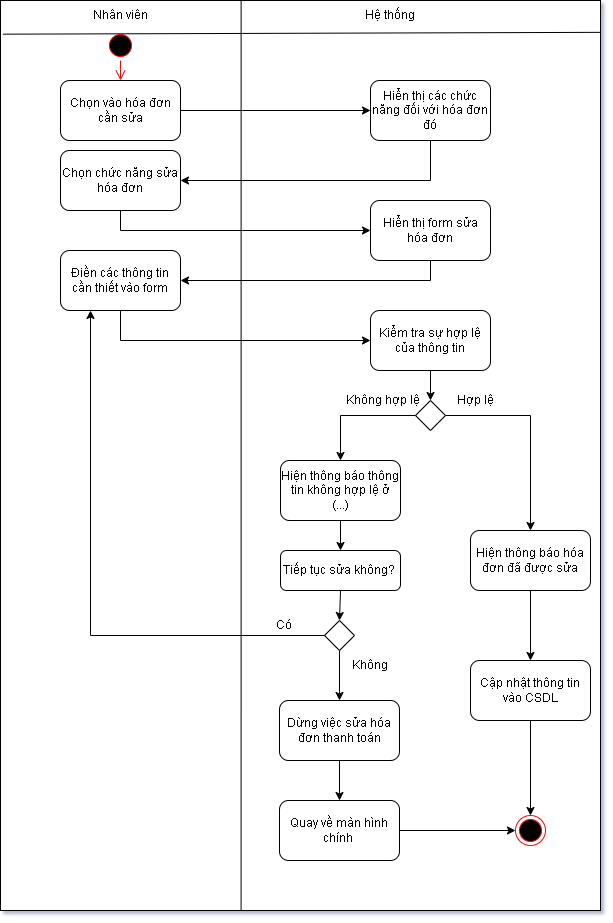 Nhân viên
Hệ thống
Chọn vào hóa đơn
cần sửa
Hiển thị các chức
năng đối với hóa đơn
đó
Chọn chức năng sửa
hóa đơn
Hiển thị form sửa
hóa đơn
Điền các thông tin
cần thiết vào form
Kiểm tra sự hợp lệ
của thông tin
Không hợp lệ
Hợp lệ
Hiện thông báo thông
tin không hợp lệ ở
(...)
Hiện thông báo hóa
đơn đã được sửa
Tiếp tục sửa không?
Có
Không
Cập nhật thông tin
vào CSDL
Dừng việc sửa hóa
đơn thanh toán
Quay về màn hình
chính